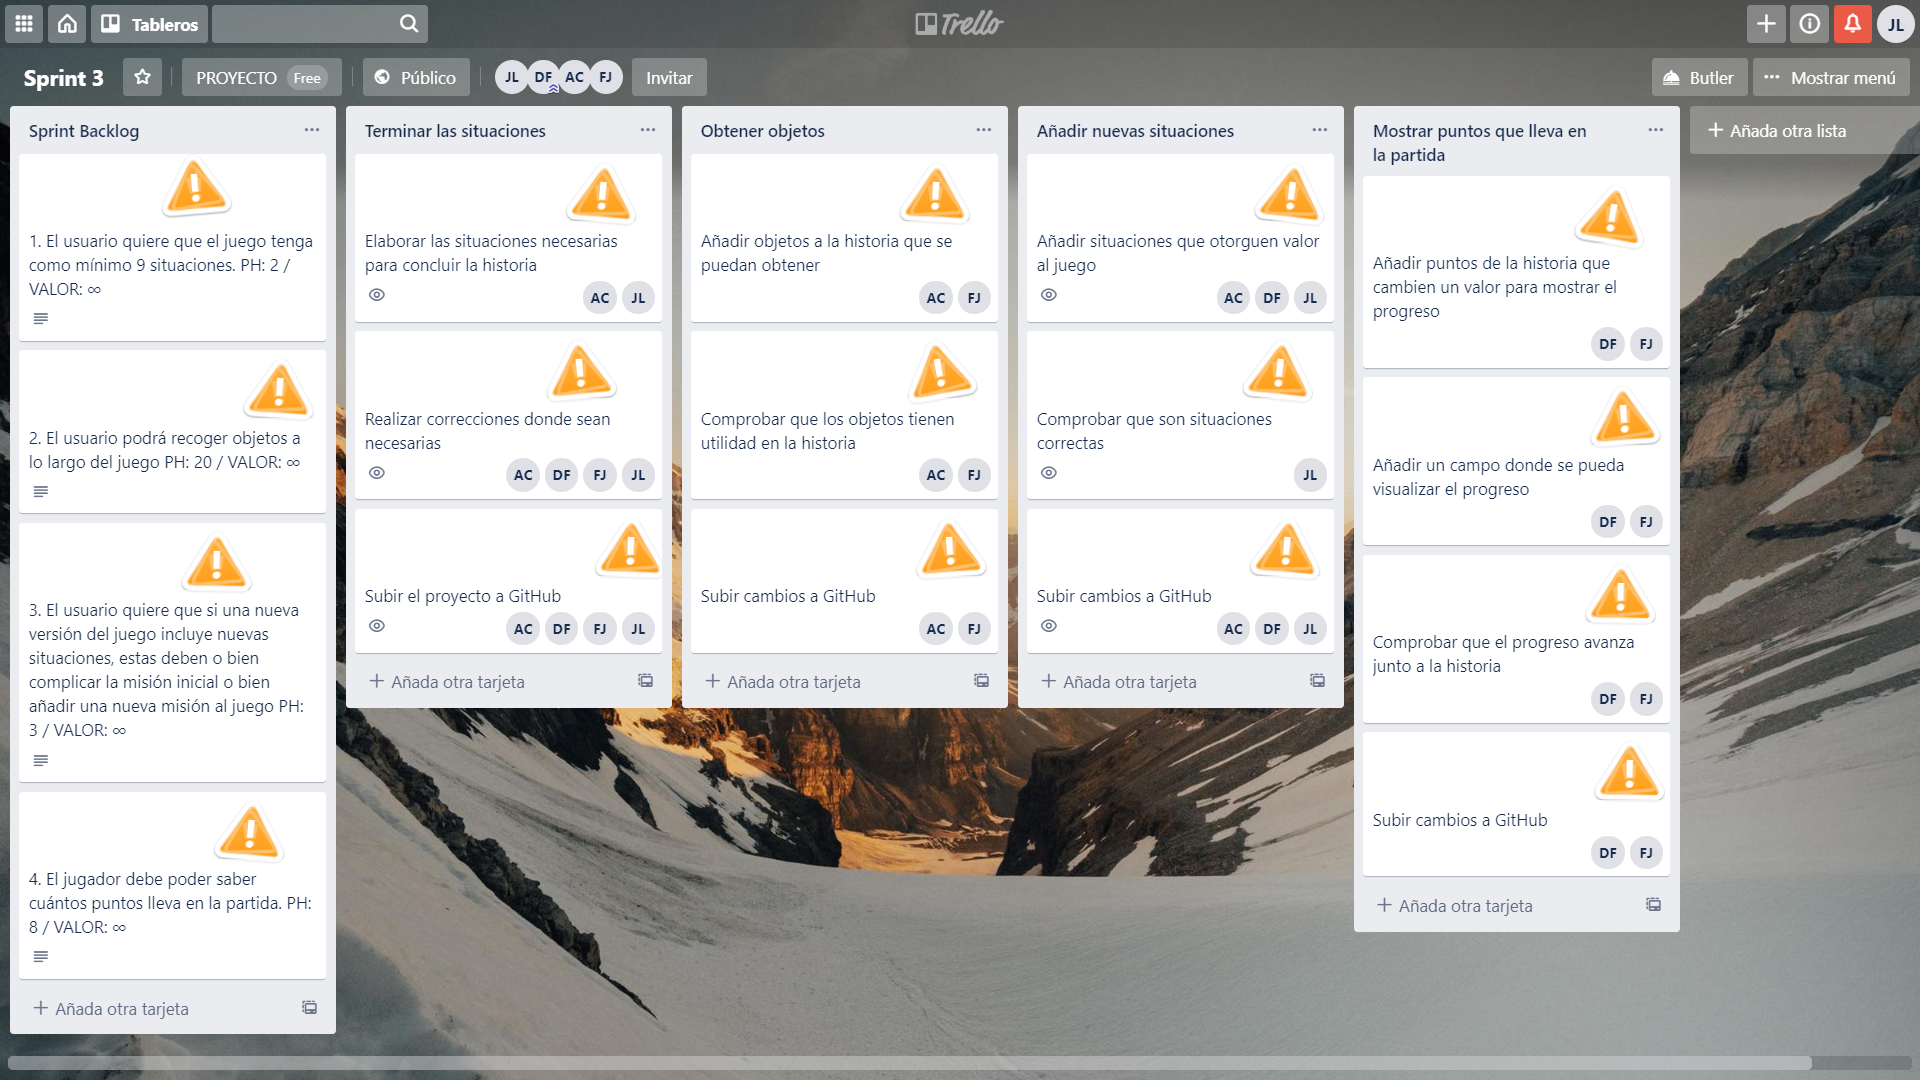 Tableros
Trello
JL
Sprint 3
PROYECTO Free
Público
JL DF AC FJ
Invitar
Butler
Mostrar menú
Sprint Backlog
1. El usuario quiere que el juego tenga
como mínimo 9 situaciones. PH: 2 /
VALOR: ∞
2. El usuario podrá recoger objetos a
lo largo del juego PH: 20 / VALOR: ∞
3. El usuario quiere que si una nueva
versión del juego incluye nuevas
situaciones, estas deben o bien
complicar la misión inicial o bien
añadir una nueva misión al juego PH:
3 / VALOR: ∞
4. El jugador debe poder saber
cuántos puntos lleva en la partida. PH:
8 / VALOR: ∞
+ Añada otra tarjeta
Terminar las situaciones
Elaborar las situaciones necesarias
para concluir la historia
AC JL
Realizar correcciones donde sean
necesarias
AC DF FJ JL
Subir el proyecto a GitHub
AC DF FJ JL
+ Añada otra tarjeta
Obtener objetos
Añadir objetos a la historia que se
puedan obtener
AC FJ
Comprobar que los objetos tienen
utilidad en la historia
AC FJ
Subir cambios a GitHub
AC FJ
+ Añada otra tarjeta
Añadir nuevas situaciones
Añadir situaciones que otorguen valor
al juego
AC DF JL
Comprobar que son situaciones
correctas
JL
Subir cambios a GitHub
AC DF JL
+ Añada otra tarjeta
Mostrar puntos que lleva en
la partida
Añadir puntos de la historia que
cambien un valor para mostrar el
progreso
DF FJ
Añadir un campo donde se pueda
visualizar el progreso
DF FJ
Comprobar que el progreso avanza
junto a la historia
DF FJ
Subir cambios a GitHub
DF FJ
+ Añada otra tarjeta
+ Añada otra lista